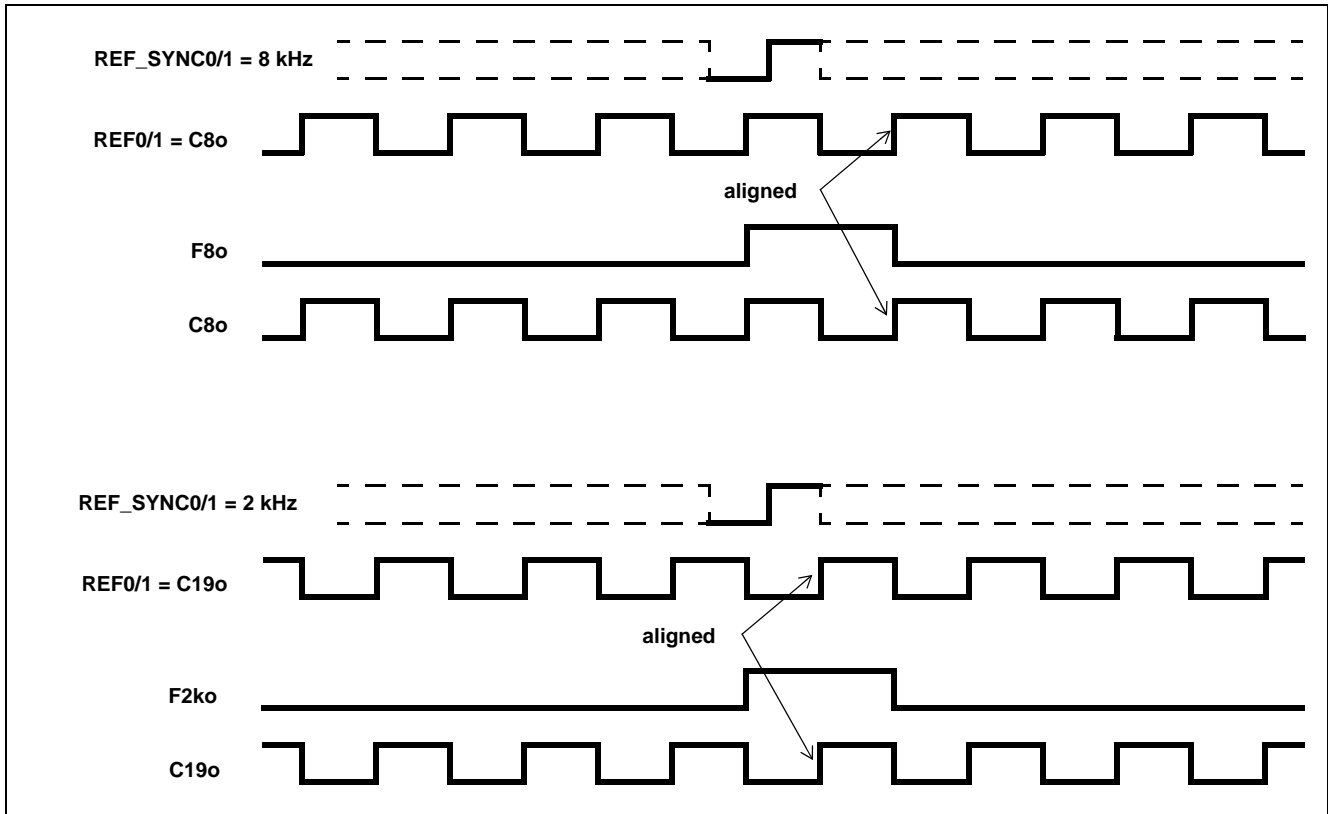 REF_SYNC0/1 = 8 kHz
REF0/1 = C8o
aligned
F8o
C8o
REF_SYNC0/1 = 2 kHz
REF0/1 = C19o
aligned
F2ko
C19o